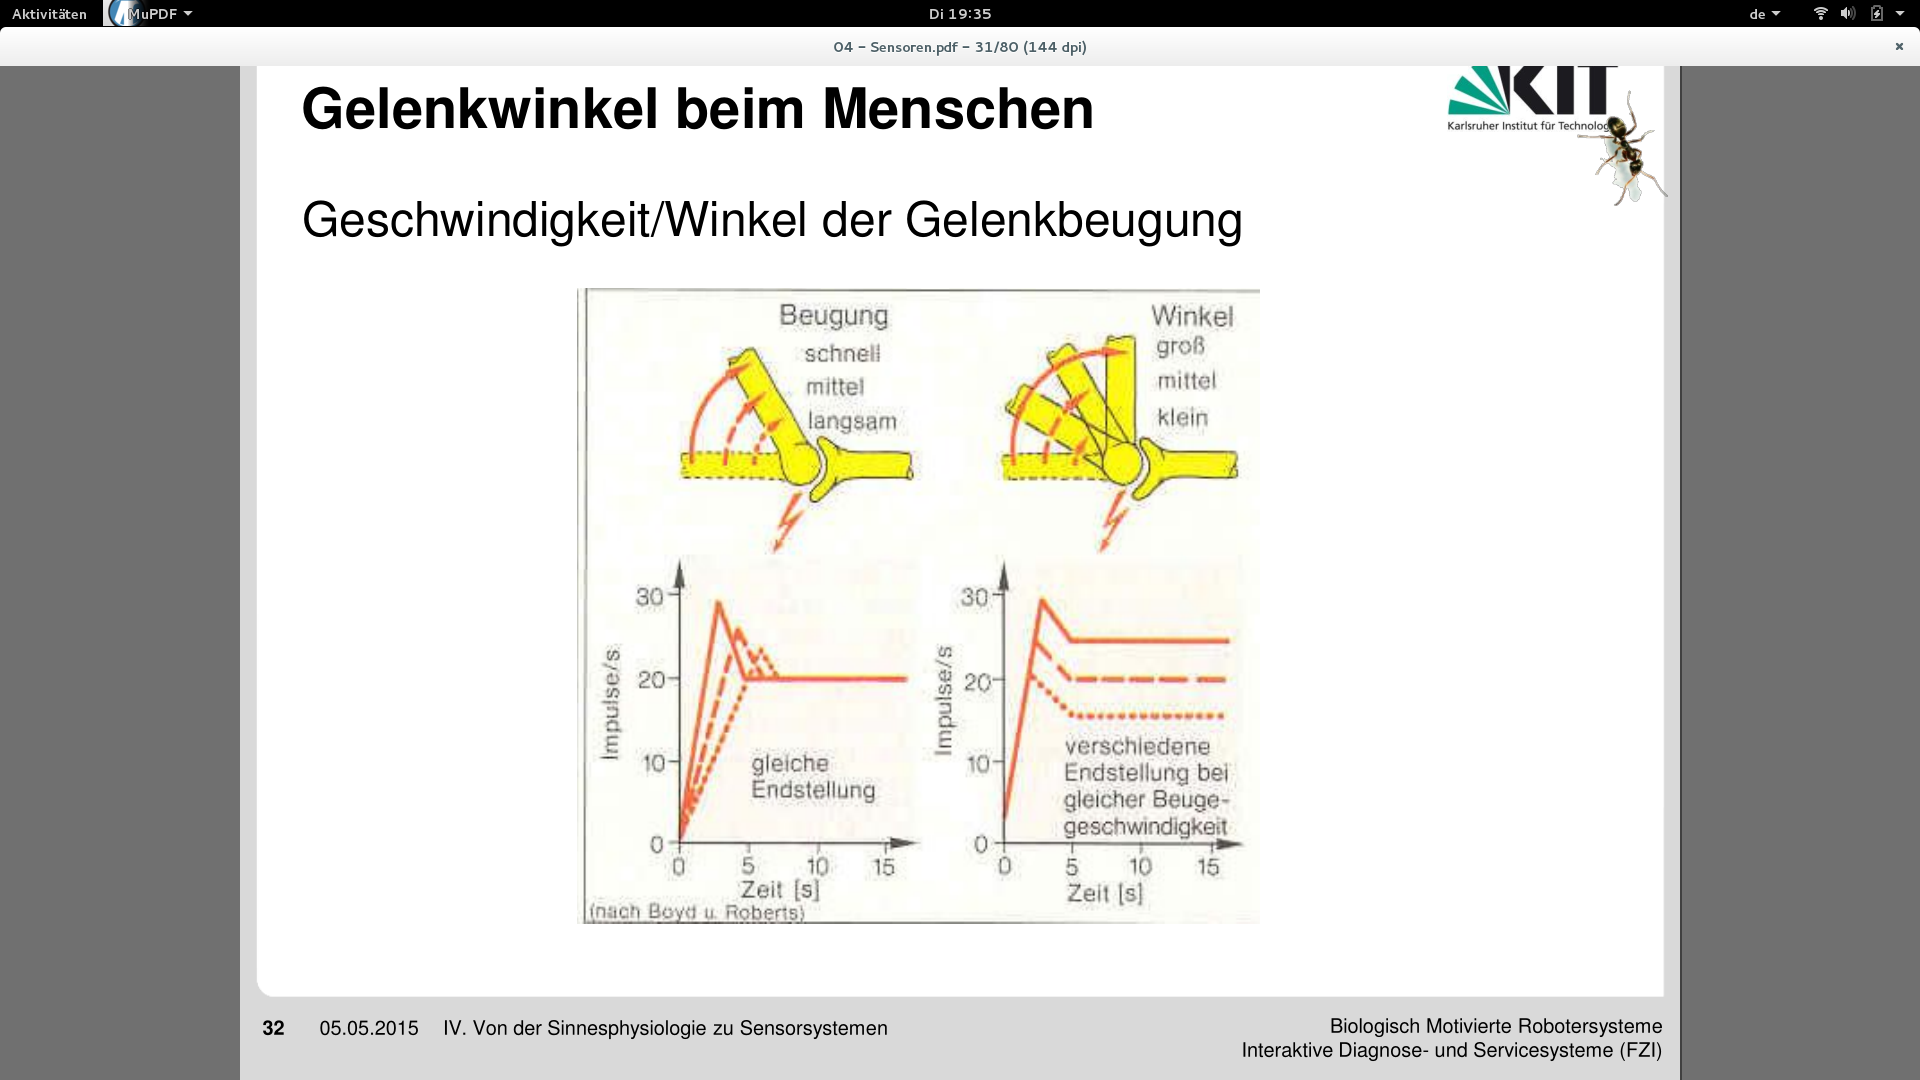 Aktivitäten MuPDF Di 19:35 de
04 – Sensoren.pdf – 31/80 (144 dpi)
Gelenkwinkel beim Menschen
KIT
Karlsruher Institut für Technolog
Geschwindigkeit/Winkel der Gelenkbeugung
Beugung
schnell
mittel
langsam
Winkel
groß
mittel
klein
30
20
10
0
Impulse/s
gleiche
Endstellung
0 5 10 15
Zeit [s]
(nach Boyd u. Roberts)
30
20
10
0
Impulse/s
verschiedene
Endstellung bei
gleicher Beuge-
geschwindigkeit
0 5 10 15
Zeit [s]
32 05.05.2015 IV. Von der Sinnesphysiologie zu Sensorsystemen
Biologisch Motivierte Robotersysteme
Interaktive Diagnose- und Servicesysteme (FZI)